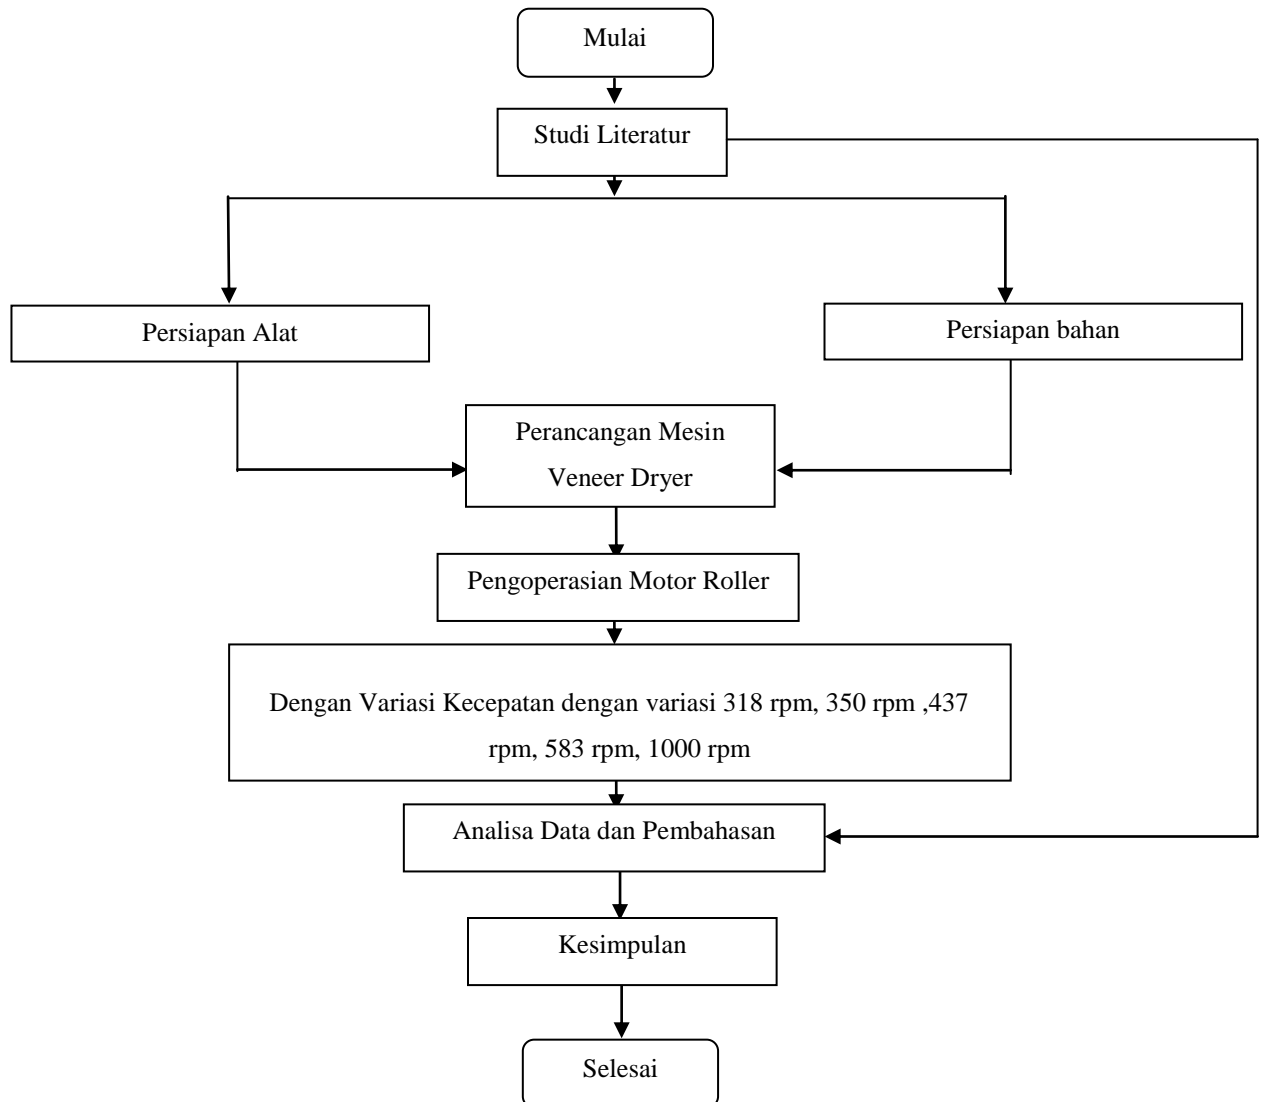 Mulai
Studi Literatur
Persiapan Alat
Persiapan bahan
Perancangan Mesin
Veneer Dryer
Pengoperasian Motor Roller
Dengan Variasi Kecepatan dengan variasi 318 rpm, 350 rpm ,437
rpm, 583 rpm, 1000 rpm
Analisa Data dan Pembahasan
Kesimpulan
Selesai